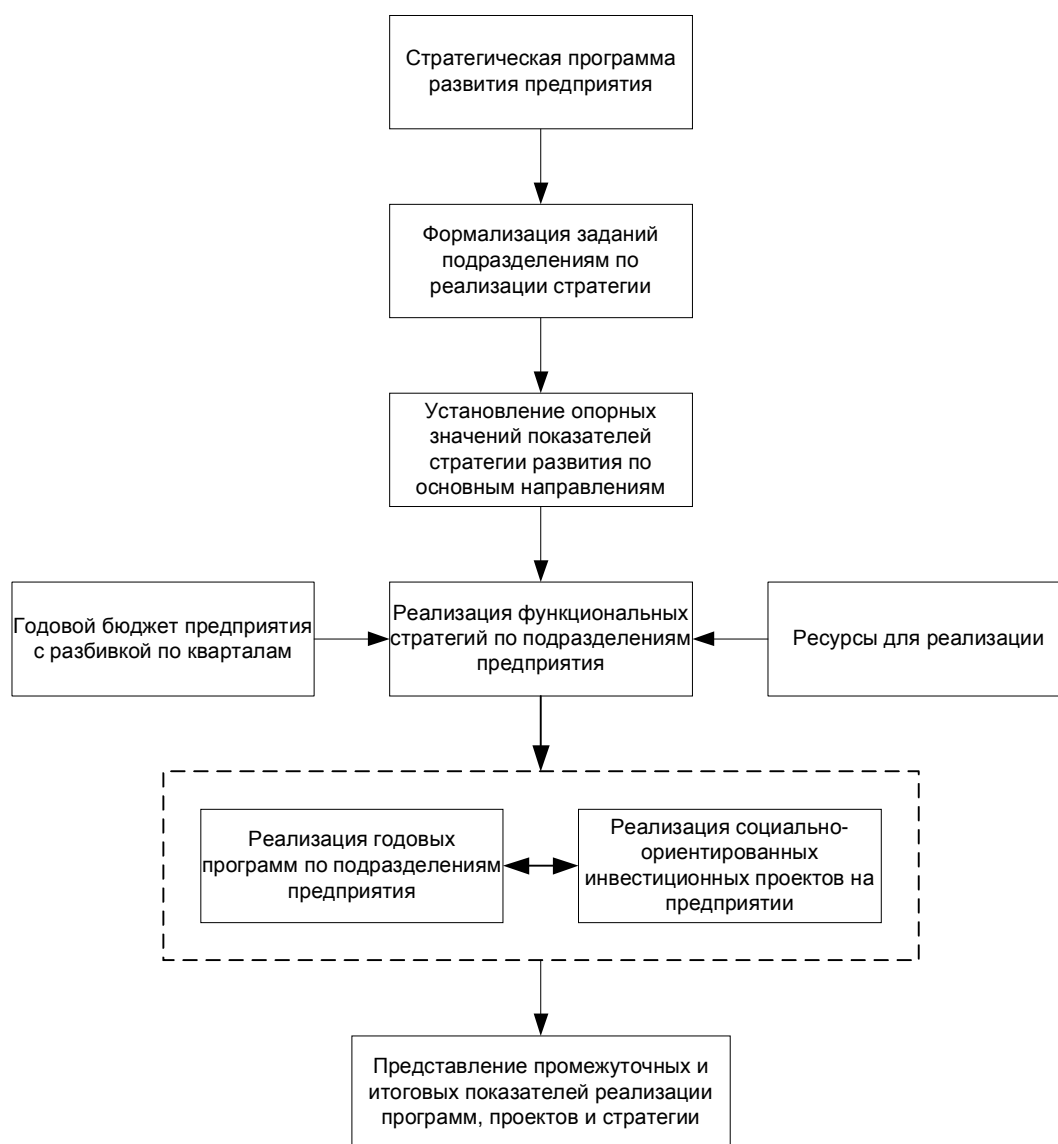 Стратегическая программа
развития предприятия
Формализация заданий
подразделениям по
реализации стратегии
Установление опорных
значений показателей
стратегии развития по
основным направлениям
Годовой бюджет предприятия
с разбивкой по кварталам
Реализация функциональных
стратегий по подразделениям
предприятия
Ресурсы для реализации
Реализация годовых
программ по подразделениям
предприятия
Реализация социально-
ориентированных
инвестиционных проектов на
предприятии
Представление промежуточных и
итоговых показателей реализации
программ, проектов и стратегии